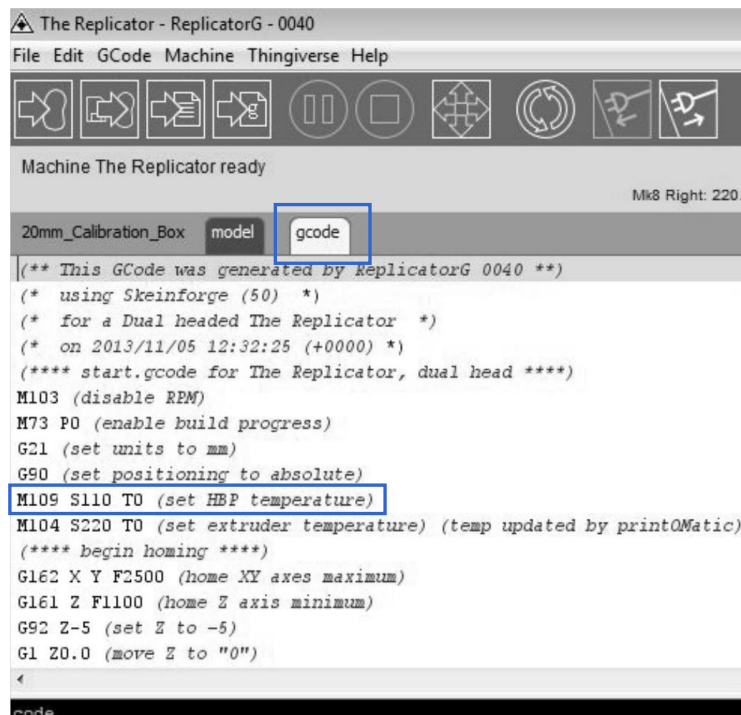 The Replicator - ReplicatorG - 0040
File Edit GCode Machine Thingiverse Help
g
Machine The Replicator ready
Mk8 Right: 220.
20mm_Calibration_Box model gcode
(** This GCode was generated by ReplicatorG 0040 **)
(* using Skeinforge (50) *)
(* for a Dual headed The Replicator *)
(* on 2013/11/05 12:32:25 (+0000) *)
(**** start.gcode for The Replicator, dual head ****)
M103 (disable RPM)
M73 P0 (enable build progress)
G21 (set units to mm)
G90 (set positioning to absolute)
M109 S110 T0 (set HBP temperature)
M104 S220 T0 (set extruder temperature) (temp updated by printOMatic)
(**** begin homing ****)
G162 X Y F2500 (home XY axes maximum)
G161 Z F1100 (home Z axis minimum)
G92 Z-5 (set Z to -5)
G1 Z0.0 (move Z to "0")
code